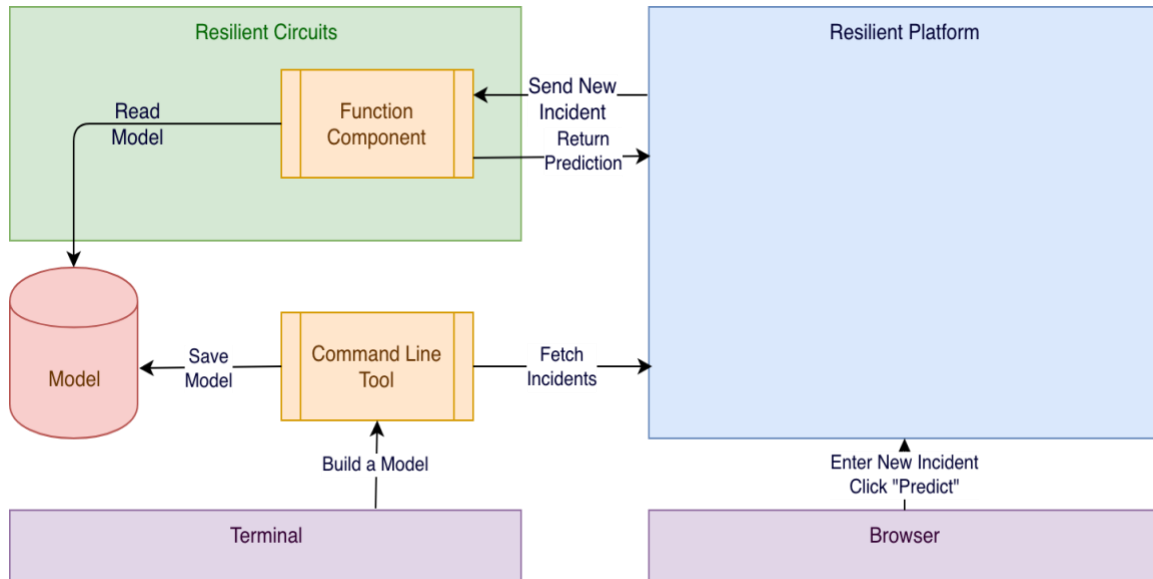 Resilient Circuits
Resilient Platform
Function
Component
Send New
Incident
Return
Prediction
Read
Model
Model
Save
Model
Command Line
Tool
Fetch
Incidents
Build a Model
Enter New Incident
Click "Predict"
Terminal
Browser